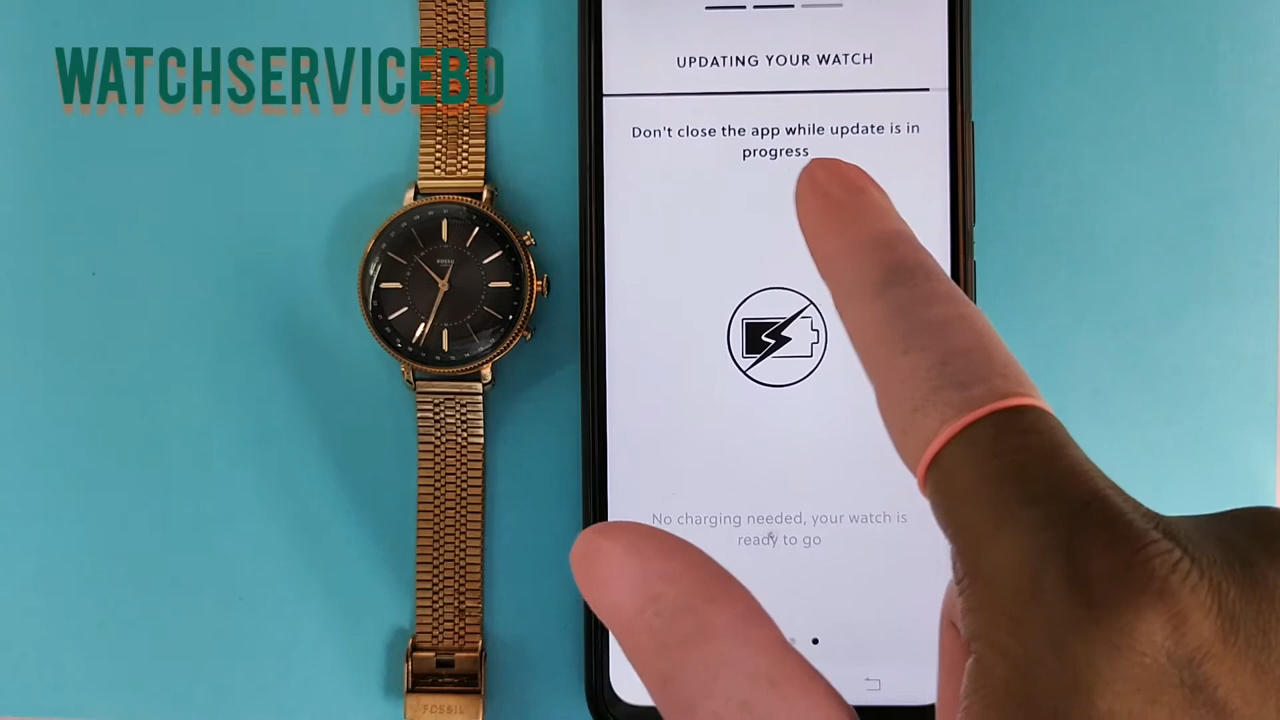 WATCHSERVICEBD
UPDATING YOUR WATCH
Don't close the app while update is in
progress
FOSSIL
No charging needed, your watch is
ready to go
FOSSIL